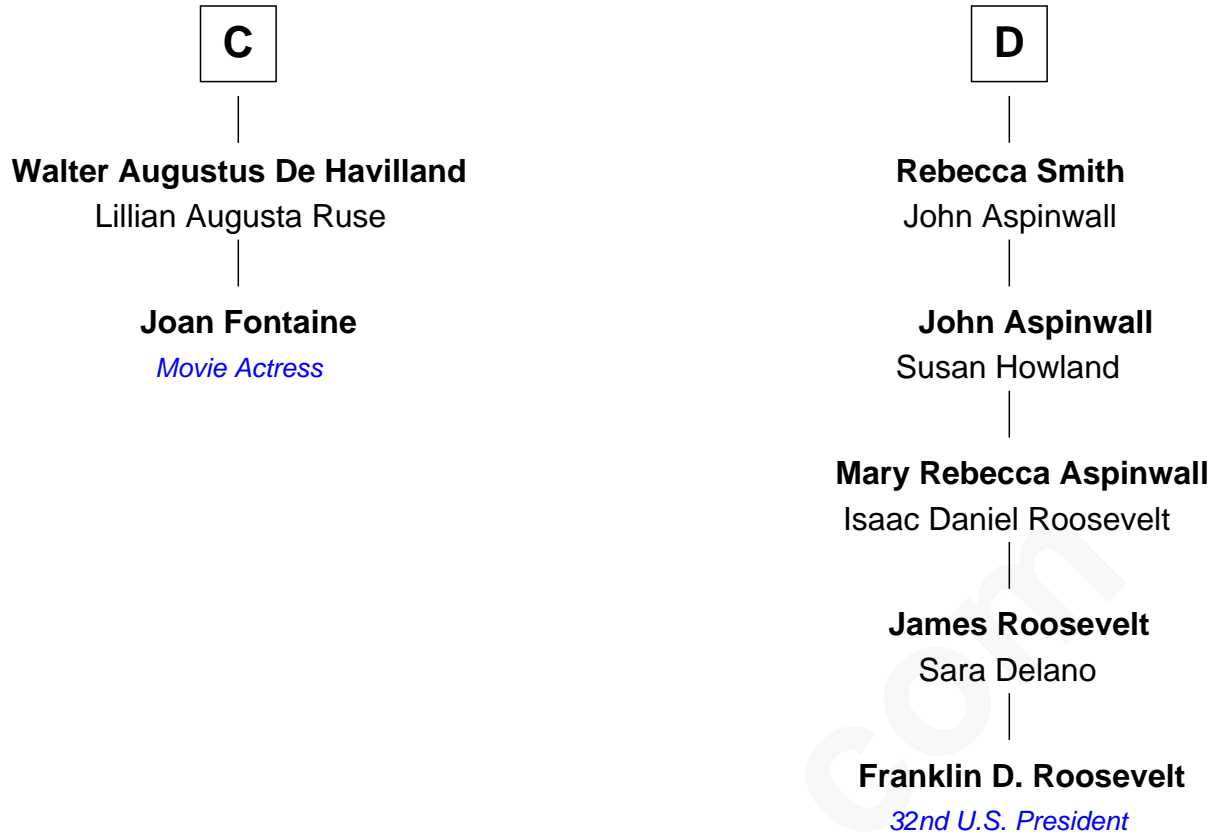 C
Walter Augustus De Havilland
Lillian Augusta Ruse
Joan Fontaine
Movie Actress
D
Rebecca Smith
John Aspinwall
John Aspinwall
Susan Howland
Mary Rebecca Aspinwall
Isaac Daniel Roosevelt
James Roosevelt
Sara Delano
Franklin D. Roosevelt
32nd U.S. President
com